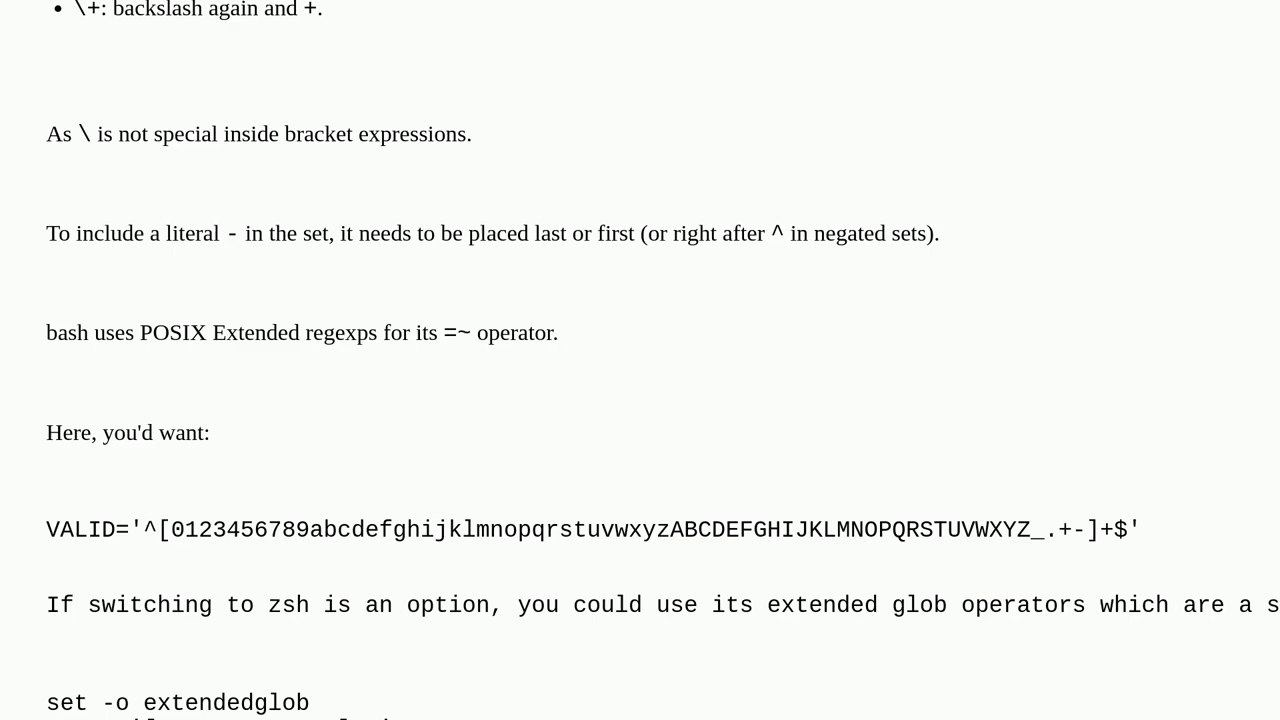 • \+: backslash again and +.
As \ is not special inside bracket expressions.
To include a literal - in the set, it needs to be placed last or first (or right after ^ in negated sets).
bash uses POSIX Extended regexps for its =~ operator.
Here, you'd want:
VALID='^[0123456789abcdefghijklmnopqrstuvwxyzABCDEFGHIJKLMNOPQRSTUVWXYZ_.+-]+$'
If switching to zsh is an option, you could use its extended glob operators which are a s
set -o extendedglob